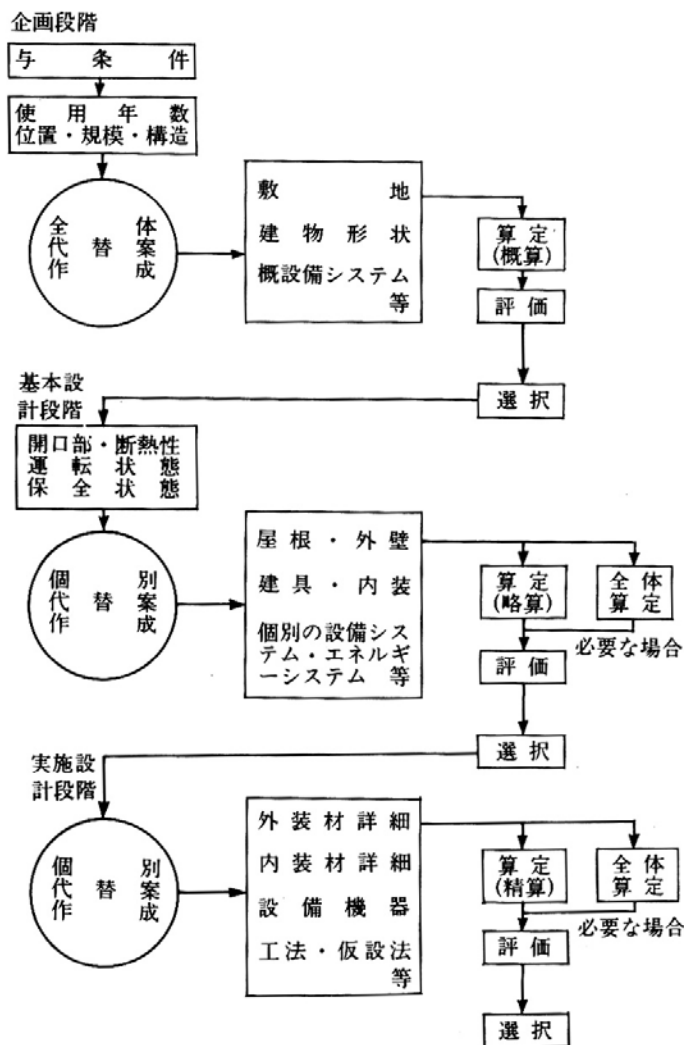 企画段階
与条件
使用年数
位置・規模・構造
全体
代替案
作成
敷地
建物形状
概設備システム
等
算定
(概算)
評価
選択
基本設
計段階
開口部・断熱性
運転状態
保全状態
個別
代替案
作成
屋根・外壁
建具・内装
個別の設備シス
テム・エネルギ
ーシステム等
算定
(略算)
全体
算定
必要な場合
評価
選択
実施設
計段階
個別
代替案
作成
外装材詳細
内装材詳細
設備機器
工法・仮設法
等
算定
(精算)
全体
算定
必要な場合
評価
選択